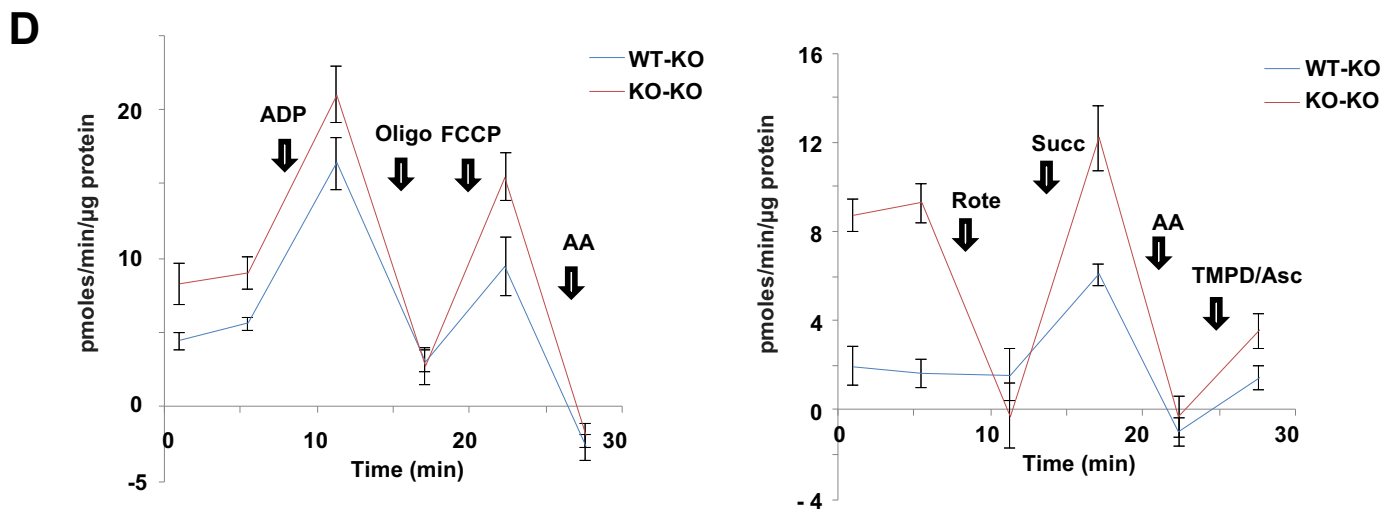 D
WT-KO
KO-KO
pmoles/min/µg protein
20
10
0
-5
0
10
20
30
Time (min)
ADP
Oligo
FCCP
AA
WT-KO
KO-KO
pmoles/min/µg protein
16
12
8
4
0
- 4
0
10
20
30
Time (min)
Rote
Succ
AA
TMPD/Asc